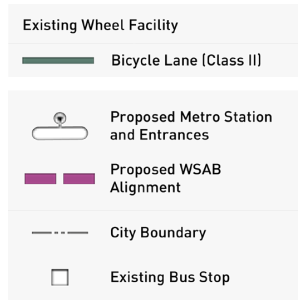 Existing Wheel Facility
Bicycle Lane (Class II)
Proposed Metro Station
and Entrances
Proposed WSAB
Alignment
City Boundary
Existing Bus Stop